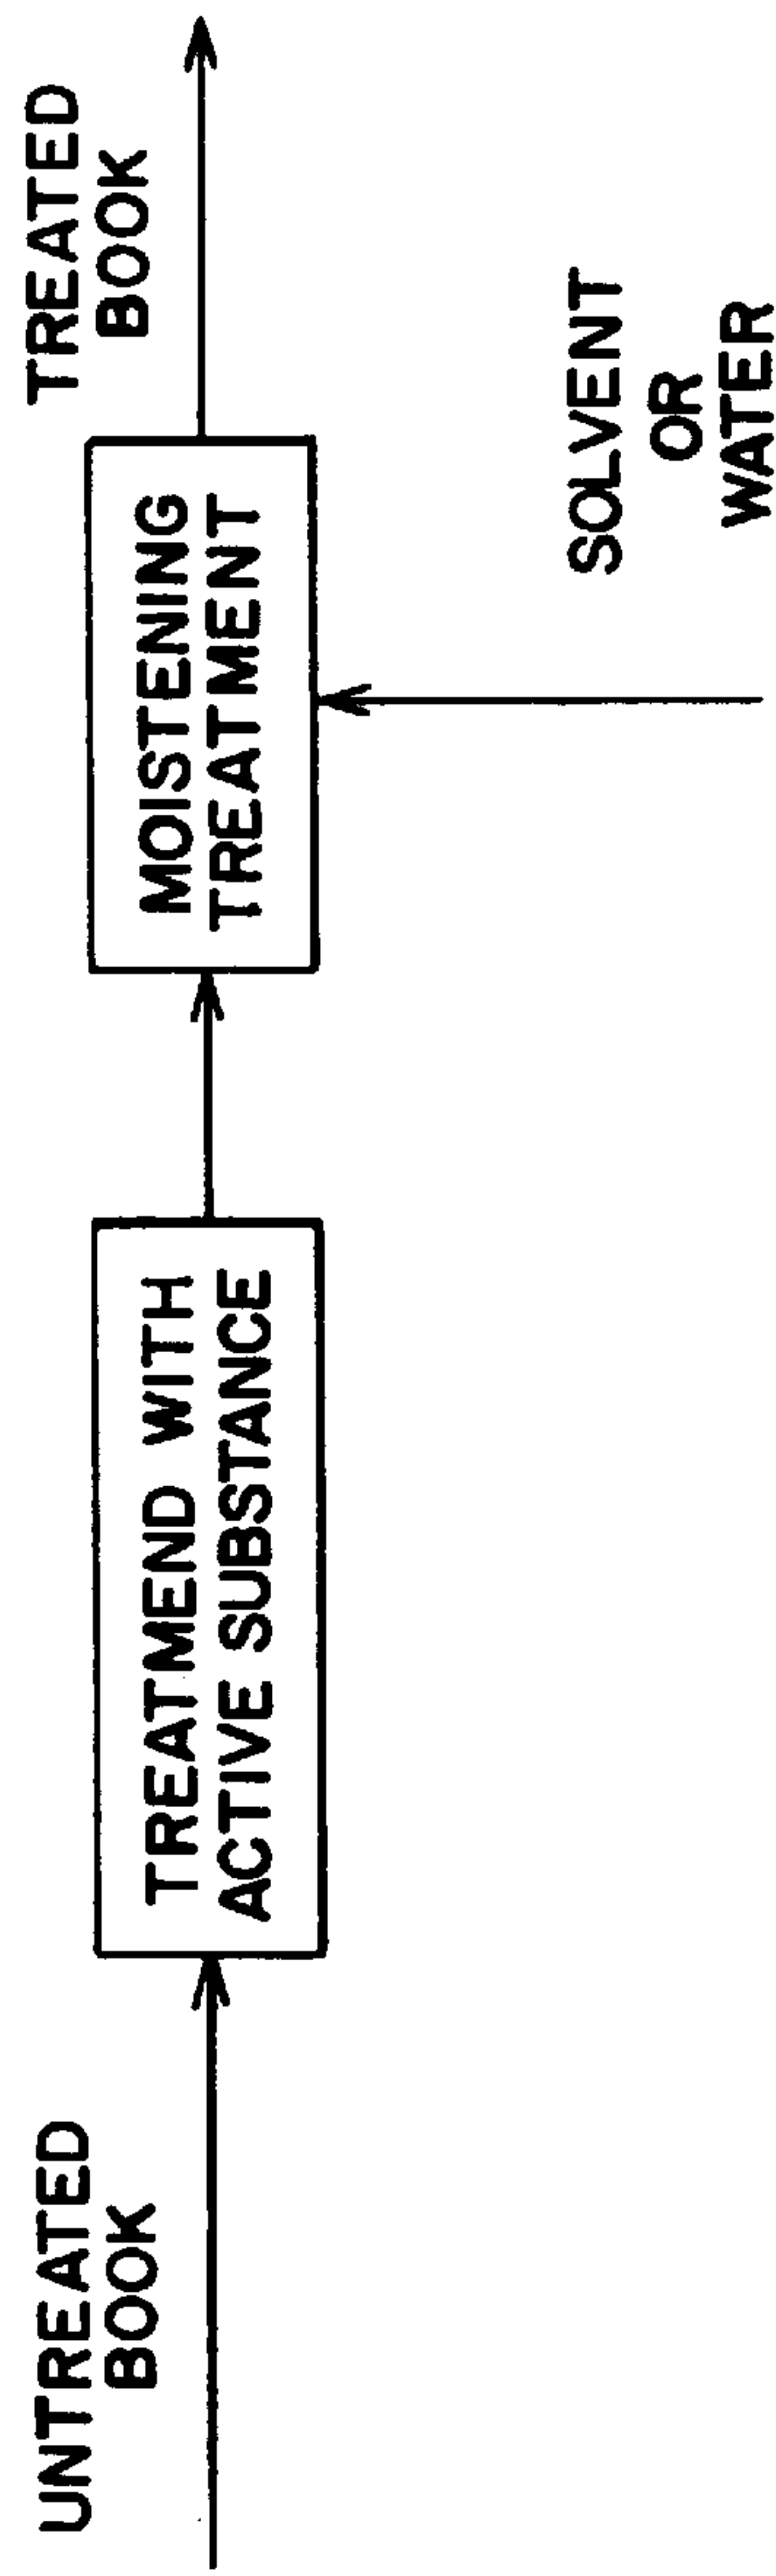 UNTREATED
BOOK
TREATMEND WITH
ACTIVE SUBSTANCE
MOISTENING
TREATMENT
TREATED
BOOK
SOLVENT
OR
WATER